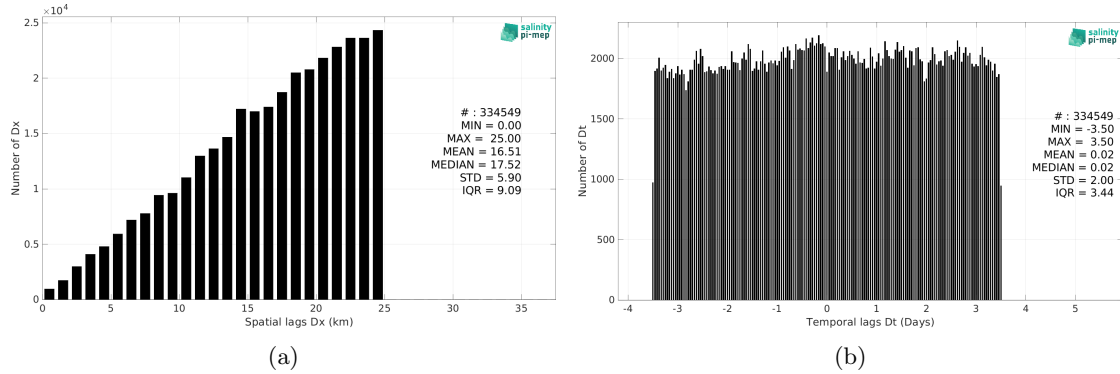 ×10⁴
2.5
2
1.5
1
0.5
0
0
5
10
15
20
25
30
35
Number of Dx
Spatial lags Dx (km)
salinity
pi-mep
# : 334549
MIN = 0.00
MAX = 25.00
MEAN = 16.51
MEDIAN = 17.52
STD = 5.90
IQR = 9.09
(a)
2000
1500
1000
500
0
-4
-3
-2
-1
0
1
2
3
4
5
Number of Dt
Temporal lags Dt (Days)
salinity
pi-mep
# : 334549
MIN = -3.50
MAX = 3.50
MEAN = 0.02
MEDIAN = 0.02
STD = 2.00
IQR = 3.44
(b)